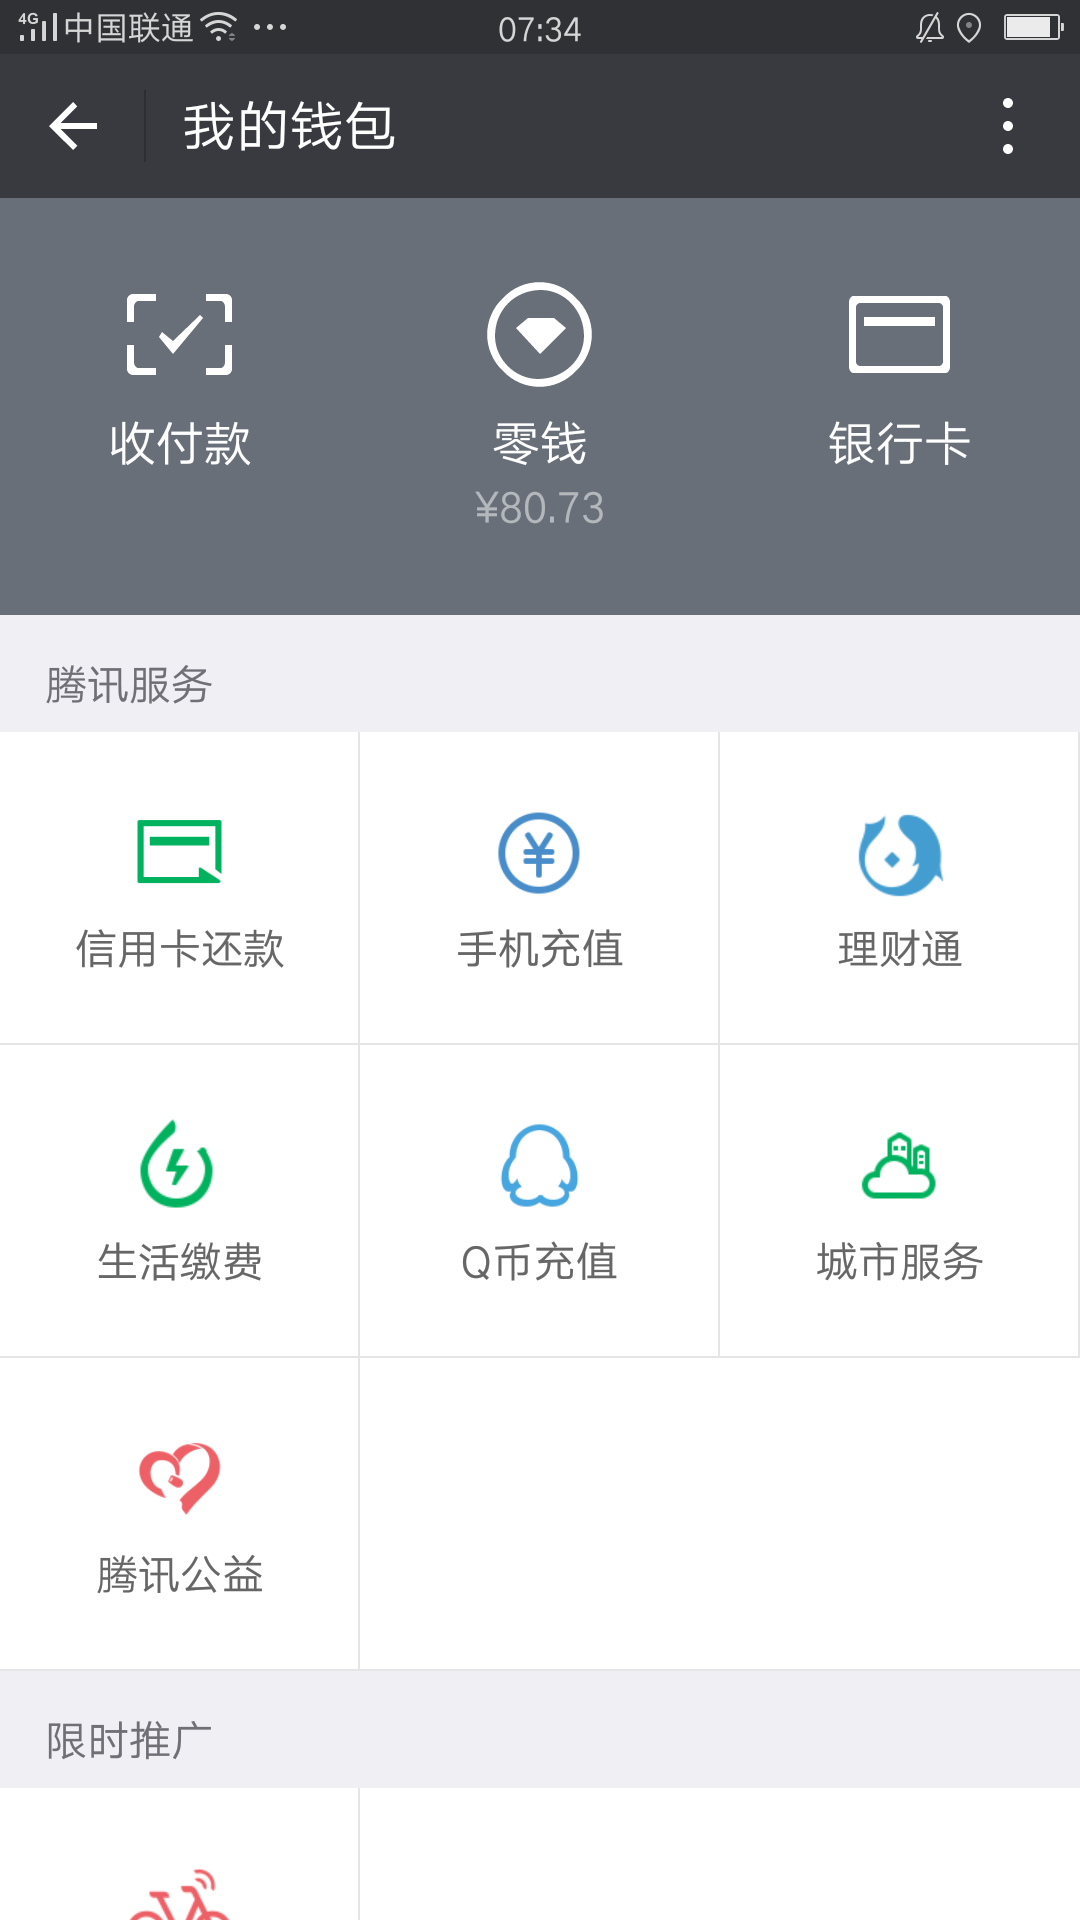 4G 中国联通 07:34
我的钱包
收付款 零钱 银行卡
¥80.73
腾讯服务
信用卡还款 手机充值 理财通
生活缴费 Q币充值 城市服务
腾讯公益
限时推广